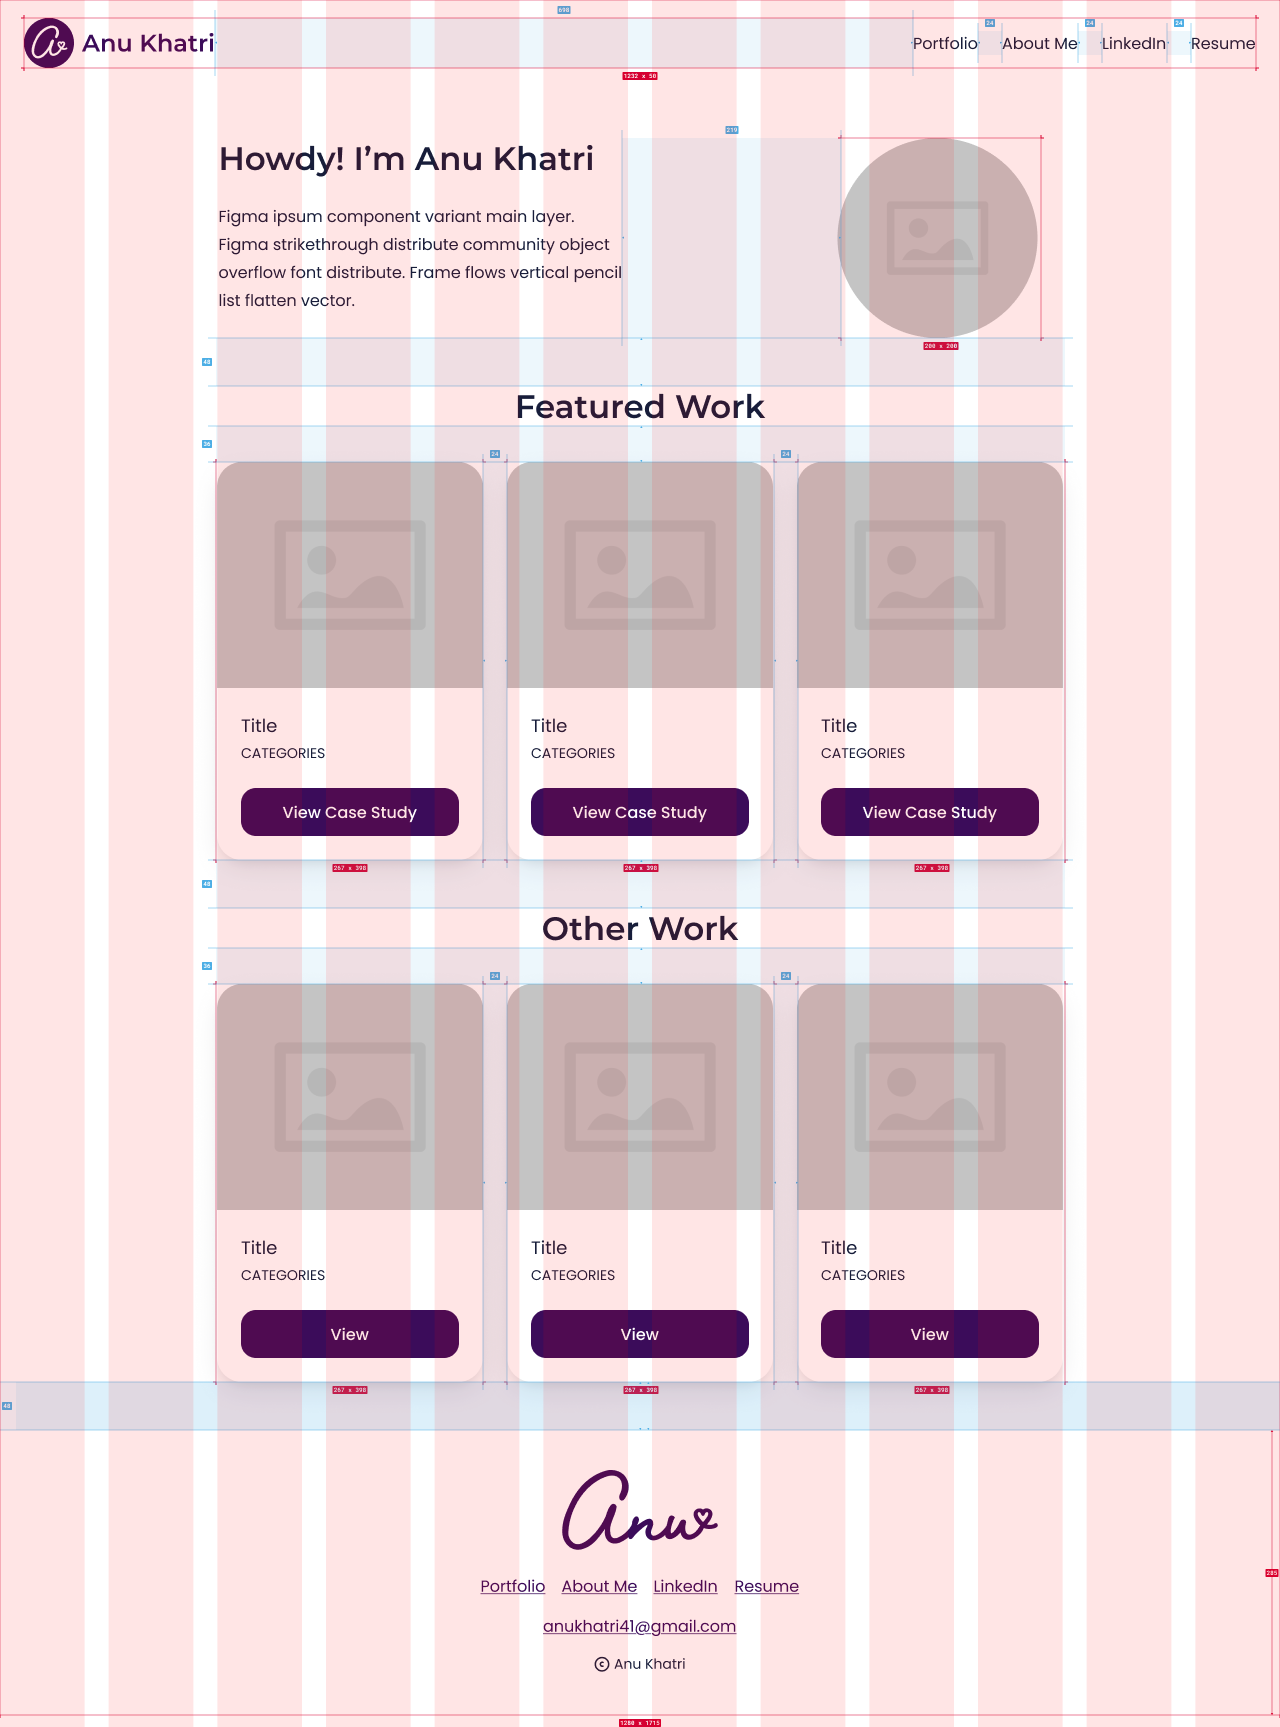 698
Anu Khatri
Portfolio 24 About Me 24 LinkedIn 24 Resume
1232 x 50
219
Howdy! I’m Anu Khatri
Figma ipsum component variant main layer.
Figma strikethrough distribute community object
overflow font distribute. Frame flows vertical pencil
list flatten vector.
200 x 200
48
Featured Work
36
24
24
Title
CATEGORIES
View Case Study
267 x 398
Title
CATEGORIES
View Case Study
267 x 398
Title
CATEGORIES
View Case Study
267 x 398
48
Other Work
36
24
24
Title
CATEGORIES
View
267 x 398
Title
CATEGORIES
View
267 x 398
Title
CATEGORIES
View
267 x 398
48
Anu
Portfolio About Me LinkedIn Resume
285
anukhatri41@gmail.com
© Anu Khatri
1280 x 1715